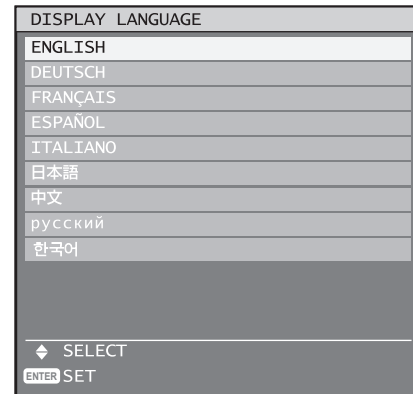 DISPLAY LANGUAGE
ENGLISH
DEUTSCH
FRANÇAIS
ESPAÑOL
ITALIANO
日本語
中文
русский
한국어
SELECT
ENTER SET